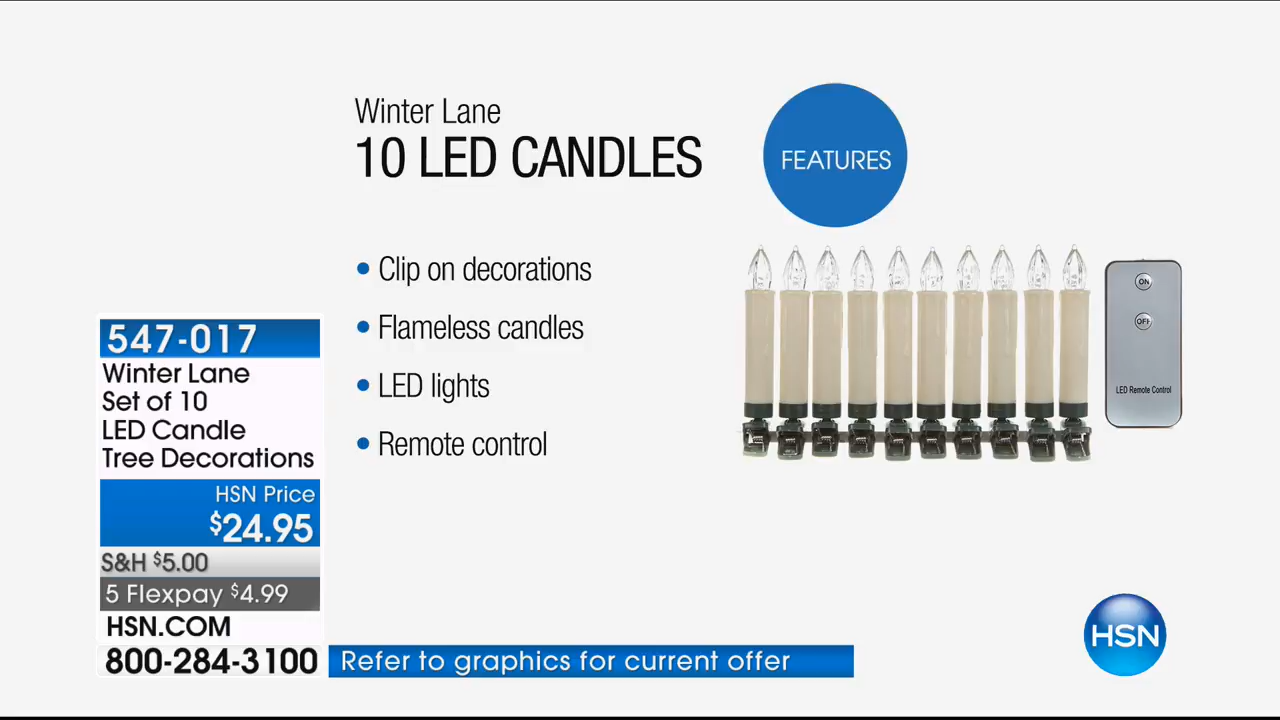 Winter Lane
10 LED CANDLES
FEATURES
• Clip on decorations
• Flameless candles
• LED lights
• Remote control
ON
OFF
LED Remote Control
547-017
Winter Lane
Set of 10
LED Candle
Tree Decorations
HSN Price
$24.95
S&H $5.00
5 Flexpay $4.99
HSN.COM
800-284-3100
Refer to graphics for current offer
HSN